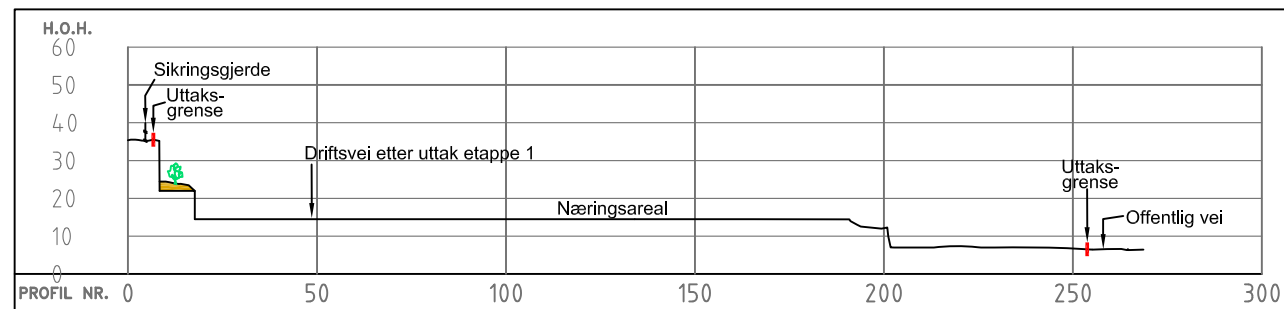 H.O.H.
60
50
40
30
20
10
0
Sikringsgjerde
Uttaks-
grense
Driftsvei etter uttak etappe 1
Næringsareal
Uttaks-
grense
Offentlig vei
PROFIL NR. 0 50 100 150 200 250 300